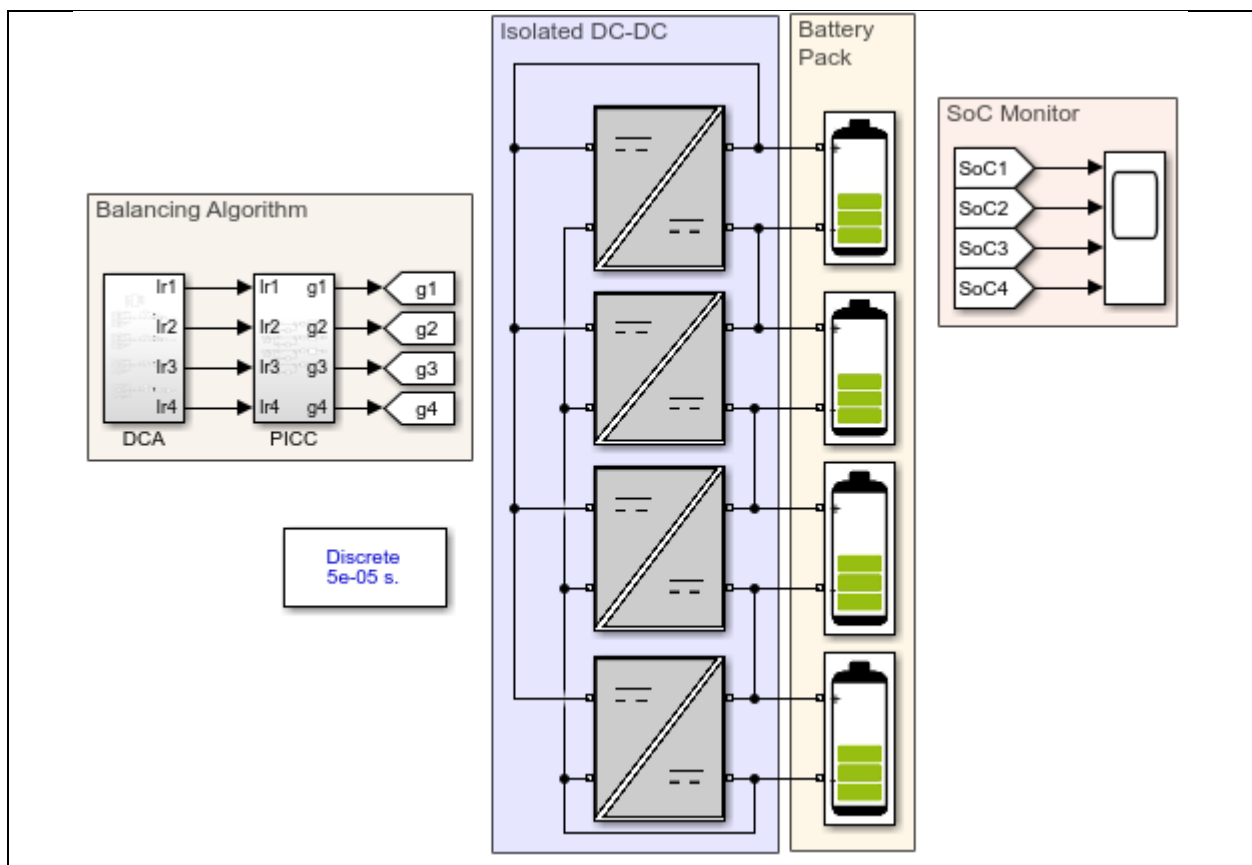 Isolated DC-DC
Battery
Pack
SoC Monitor
SoC1
SoC2
SoC3
SoC4
Balancing Algorithm
Ir1
Ir2
Ir3
Ir4
DCA
Ir1 g1
Ir2 g2
Ir3 g3
Ir4 g4
PICC
g1
g2
g3
g4
Discrete
5e-05 s.